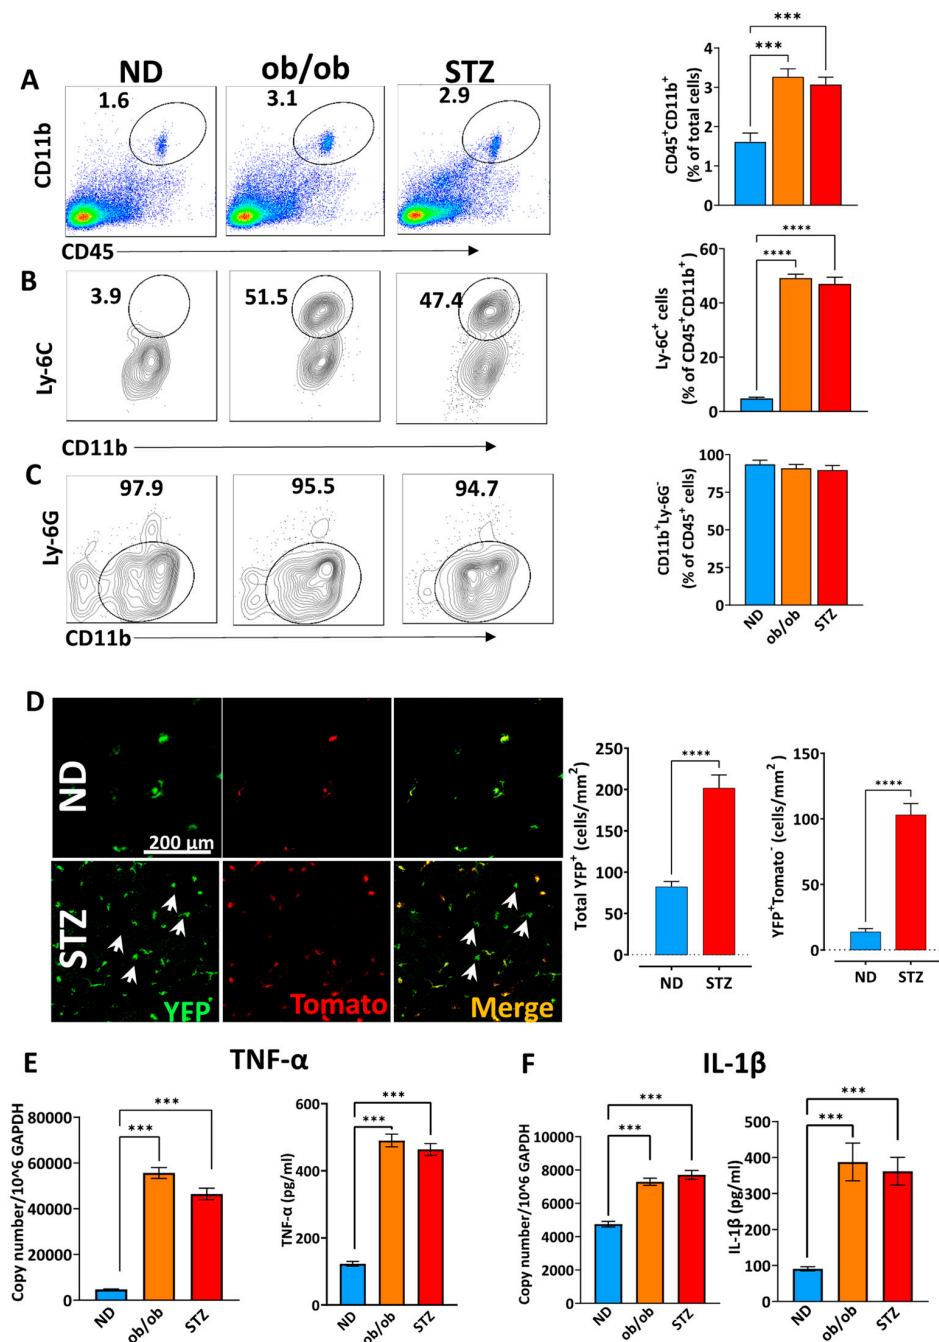 A
ND
ob/ob
STZ
1.6
3.1
2.9
CD11b
CD45
***
***
CD45⁺CD11b⁺
(% of total cells)
4
3
2
1
0
B
3.9
51.5
47.4
Ly-6C
CD11b
****
****
Ly-6C⁺ cells
(% of CD45⁺CD11b⁺)
60
40
20
0
C
97.9
95.5
94.7
Ly-6G
CD11b
CD11b⁺Ly-6G⁻
(% of CD45⁺ cells)
100
75
50
25
0
ND
ob/ob
STZ
D
ND
200 µm
STZ
YFP
Tomato
Merge
****
Total YFP⁺ (cells/mm²)
250
200
150
100
50
0
ND
STZ
****
YFP⁺Tomato⁻ (cells/mm²)
150
100
50
0
ND
STZ
E
TNF-α
***
***
Copy number/10^6 GAPDH
80000
60000
40000
20000
0
ND
ob/ob
STZ
***
***
TNF-α (pg/ml)
600
400
200
0
ND
ob/ob
STZ
F
IL-1β
***
***
Copy number/10^6 GAPDH
10000
8000
6000
4000
2000
0
ND
ob/ob
STZ
***
***
IL-1β (pg/ml)
500
400
300
200
100
0
ND
ob/ob
STZ